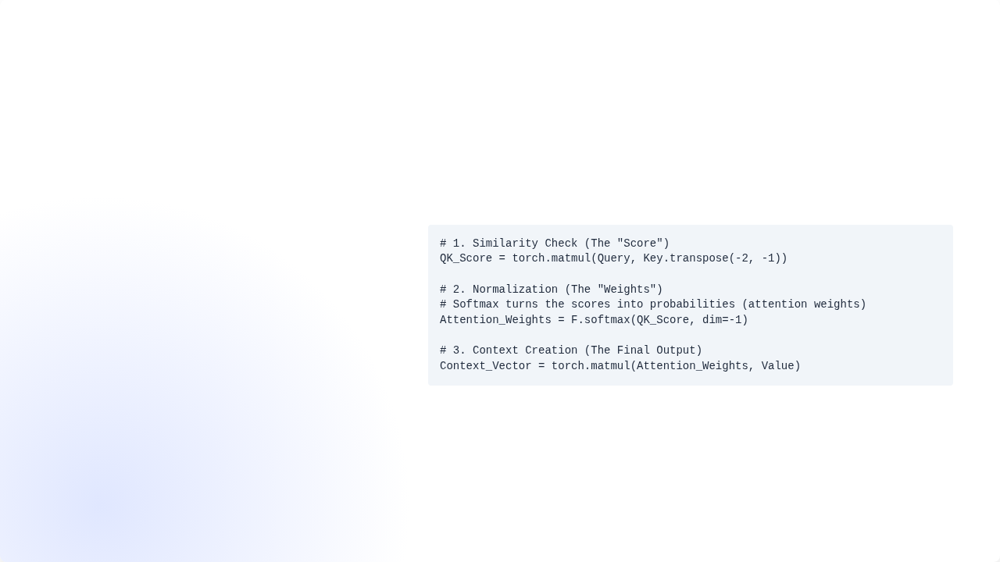 # 1. Similarity Check (The "Score")
QK_Score = torch.matmul(Query, Key.transpose(-2, -1))
# 2. Normalization (The "Weights")
# Softmax turns the scores into probabilities (attention weights)
Attention_Weights = F.softmax(QK_Score, dim=-1)
# 3. Context Creation (The Final Output)
Context_Vector = torch.matmul(Attention_Weights, Value)